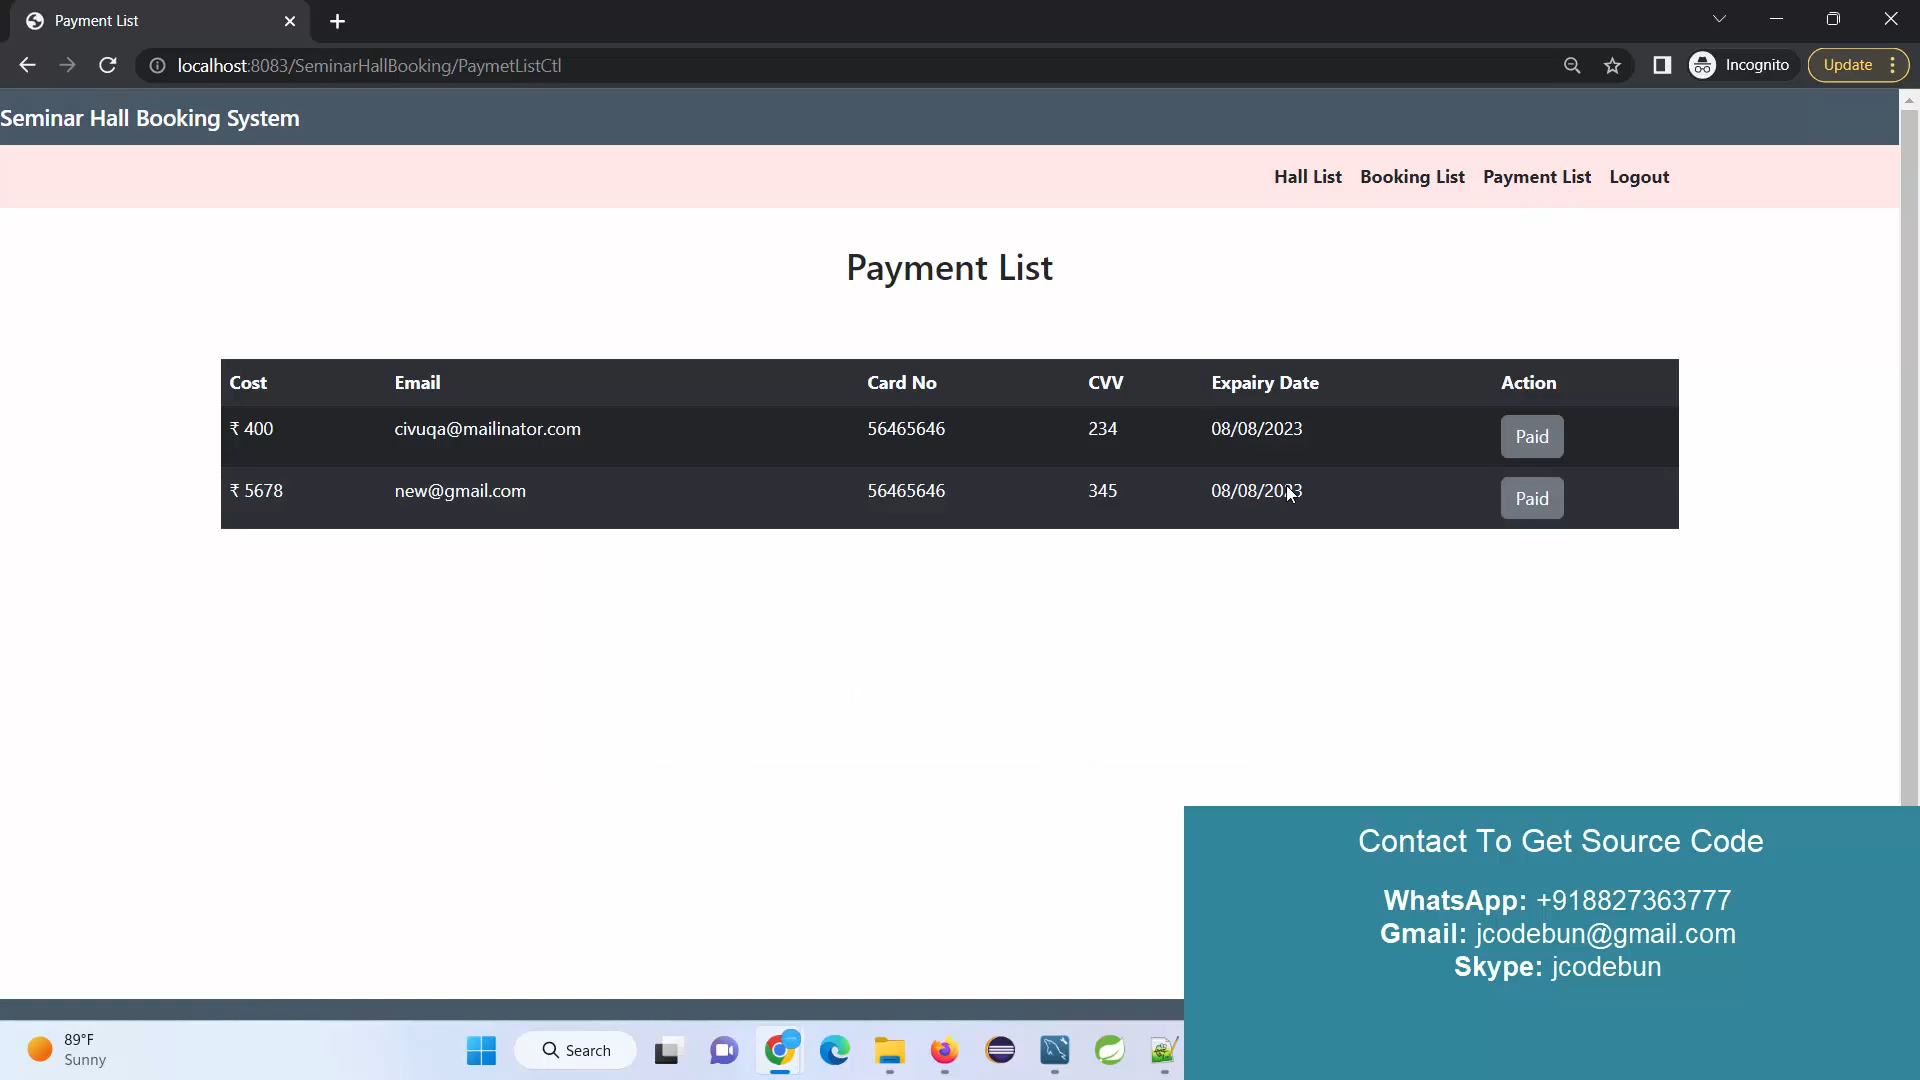 Payment List
localhost:8083/SeminarHallBooking/PaymetListCtl
Incognito
Update
Seminar Hall Booking System
Hall List Booking List Payment List Logout
Payment List
Cost Email Card No CVV Expairy Date Action
₹ 400 civuqa@mailinator.com 56465646 234 08/08/2023 Paid
₹ 5678 new@gmail.com 56465646 345 08/08/2023 Paid
Contact To Get Source Code
WhatsApp: +918827363777
Gmail: jcodebun@gmail.com
Skype: jcodebun
89°F
Sunny
Search